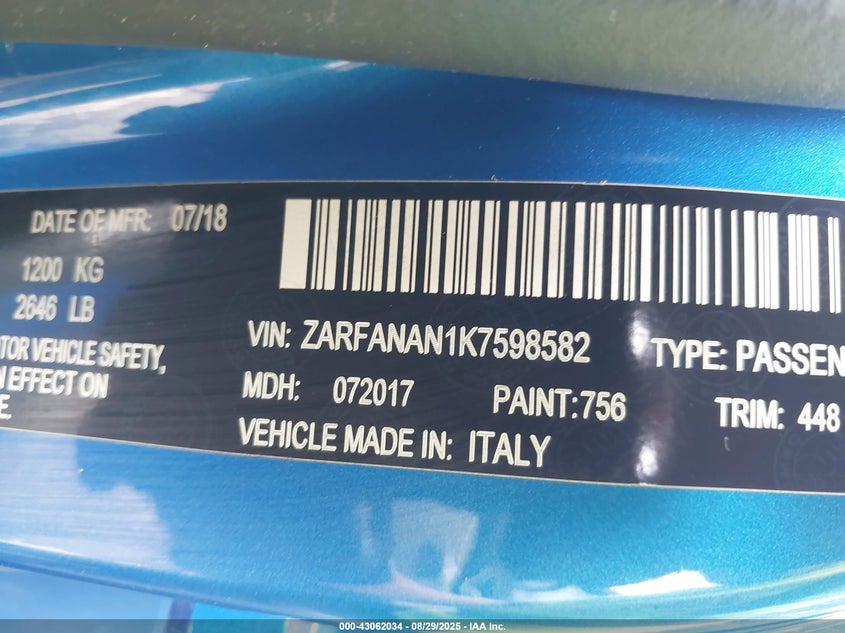 DATE OF MFR: 07/18
1200 KG
2646 LB
TOR VEHICLE SAFETY,
N EFFECT ON
E.
VIN: ZARFANAN1K7598582
TYPE: PASSEN
MDH: 072017
PAINT:756
TRIM: 448
VEHICLE MADE IN: ITALY
000-43062034 - 08/29/2025 - IAA Inc.